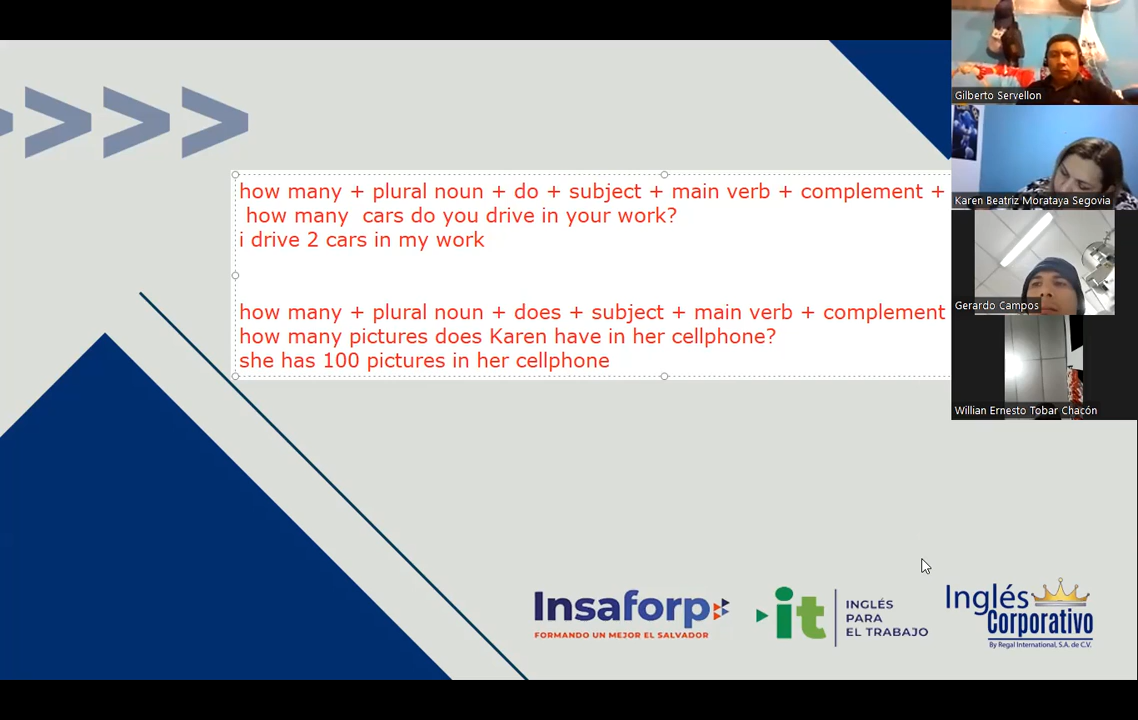 how many + plural noun + do + subject + main verb + complement +
how many cars do you drive in your work?
i drive 2 cars in my work
how many + plural noun + does + subject + main verb + complement
how many pictures does Karen have in her cellphone?
she has 100 pictures in her cellphone
Gilberto Servellon
Karen Beatriz Morataya Segovia
Gerardo Campos
Willian Ernesto Tobar Chacón
Insaforp
FORMANDO UN MEJOR EL SALVADOR
it
INGLÉS
PARA
EL TRABAJO
Inglés
Corporativo
By Regal International, S.A. de C.V.